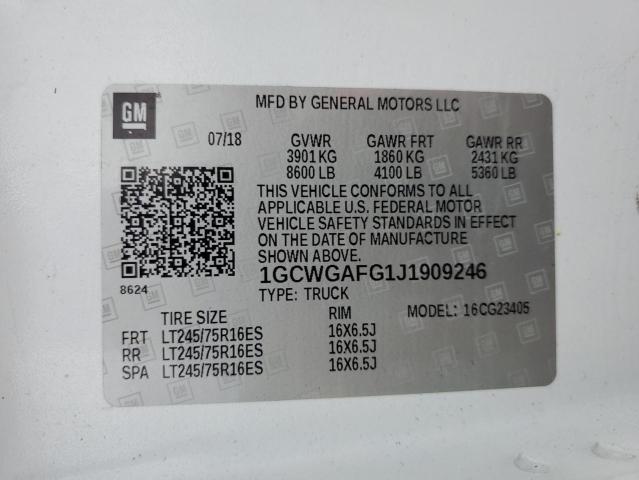 GM
MFD BY GENERAL MOTORS LLC
07/18 GVWR GAWR FRT GAWR RR
3901 KG 1860 KG 2431 KG
8600 LB 4100 LB 5360 LB
THIS VEHICLE CONFORMS TO ALL
APPLICABLE U.S. FEDERAL MOTOR
VEHICLE SAFETY STANDARDS IN EFFECT
ON THE DATE OF MANUFACTURE
SHOWN ABOVE.
8624
1GCWGAFG1J1909246
TYPE: TRUCK MODEL: 16CG23405
TIRE SIZE RIM
FRT LT245/75R16ES 16X6.5J
RR LT245/75R16ES 16X6.5J
SPA LT245/75R16ES 16X6.5J